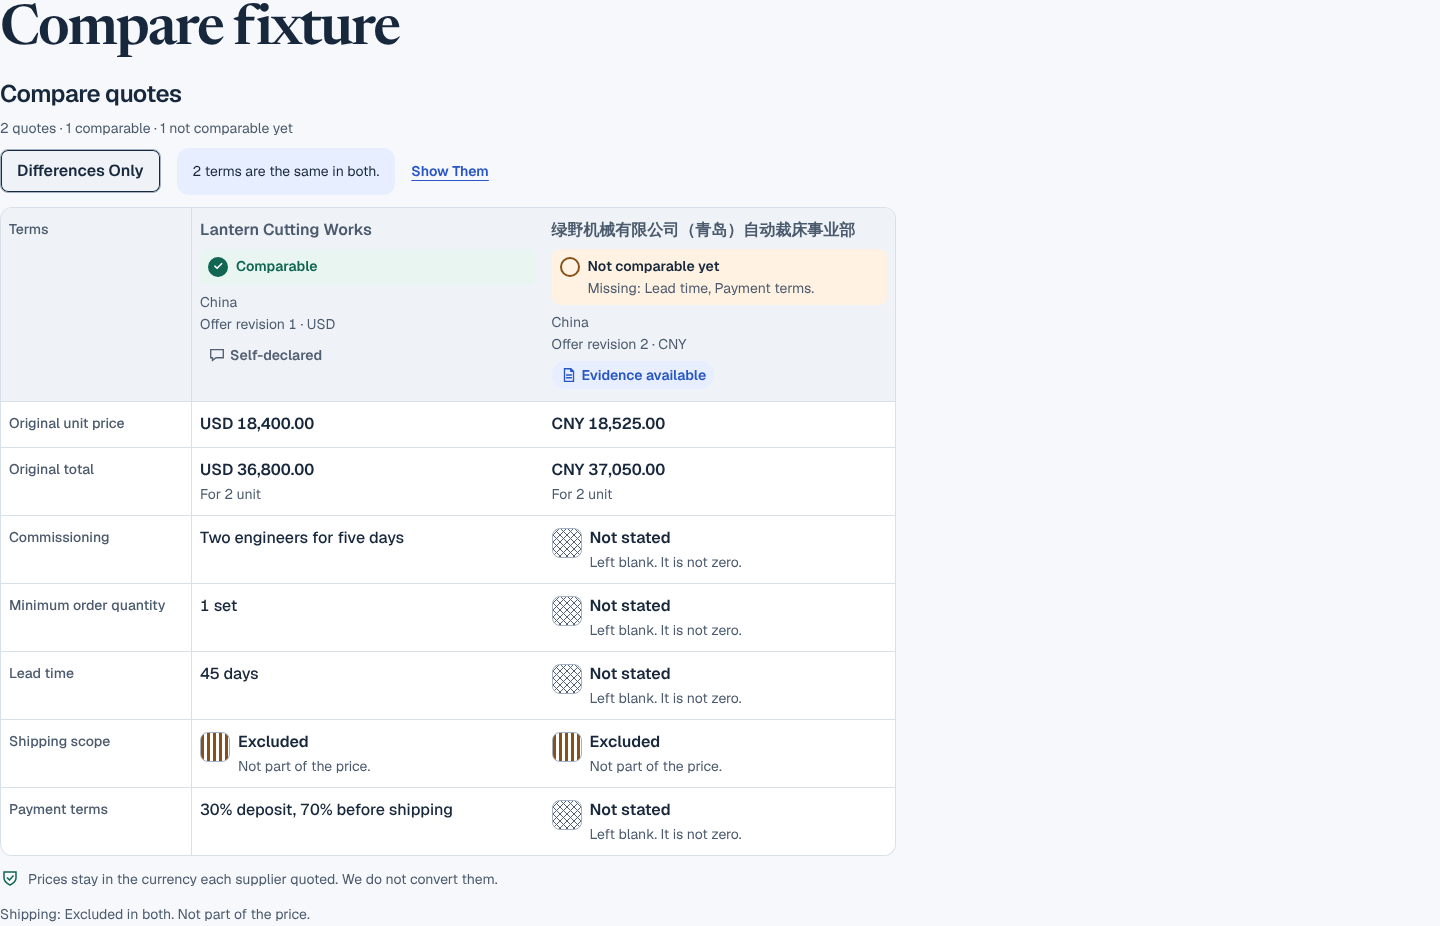 Compare fixture
Compare quotes
2 quotes · 1 comparable · 1 not comparable yet
Differences Only
2 terms are the same in both.
Show Them
Terms
Lantern Cutting Works
Comparable
China
Offer revision 1 · USD
Self-declared
绿野机械有限公司（青岛）自动裁床事业部
Not comparable yet
Missing: Lead time, Payment terms.
China
Offer revision 2 · CNY
Evidence available
Original unit price
USD 18,400.00
CNY 18,525.00
Original total
USD 36,800.00
For 2 unit
CNY 37,050.00
For 2 unit
Commissioning
Two engineers for five days
Not stated
Left blank. It is not zero.
Minimum order quantity
1 set
Not stated
Left blank. It is not zero.
Lead time
45 days
Not stated
Left blank. It is not zero.
Shipping scope
Excluded
Not part of the price.
Excluded
Not part of the price.
Payment terms
30% deposit, 70% before shipping
Not stated
Left blank. It is not zero.
Prices stay in the currency each supplier quoted. We do not convert them.
Shipping: Excluded in both. Not part of the price.